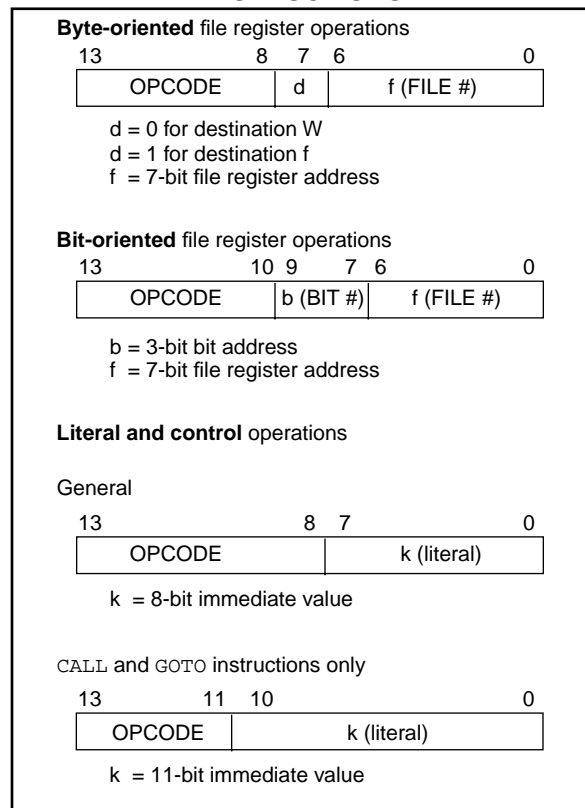 Byte-oriented file register operations
13 8 7 6 0
OPCODE d f (FILE #)
d = 0 for destination W
d = 1 for destination f
f = 7-bit file register address
Bit-oriented file register operations
13 10 9 7 6 0
OPCODE b (BIT #) f (FILE #)
b = 3-bit bit address
f = 7-bit file register address
Literal and control operations
General
13 8 7 0
OPCODE k (literal)
k = 8-bit immediate value
CALL and GOTO instructions only
13 11 10 0
OPCODE k (literal)
k = 11-bit immediate value